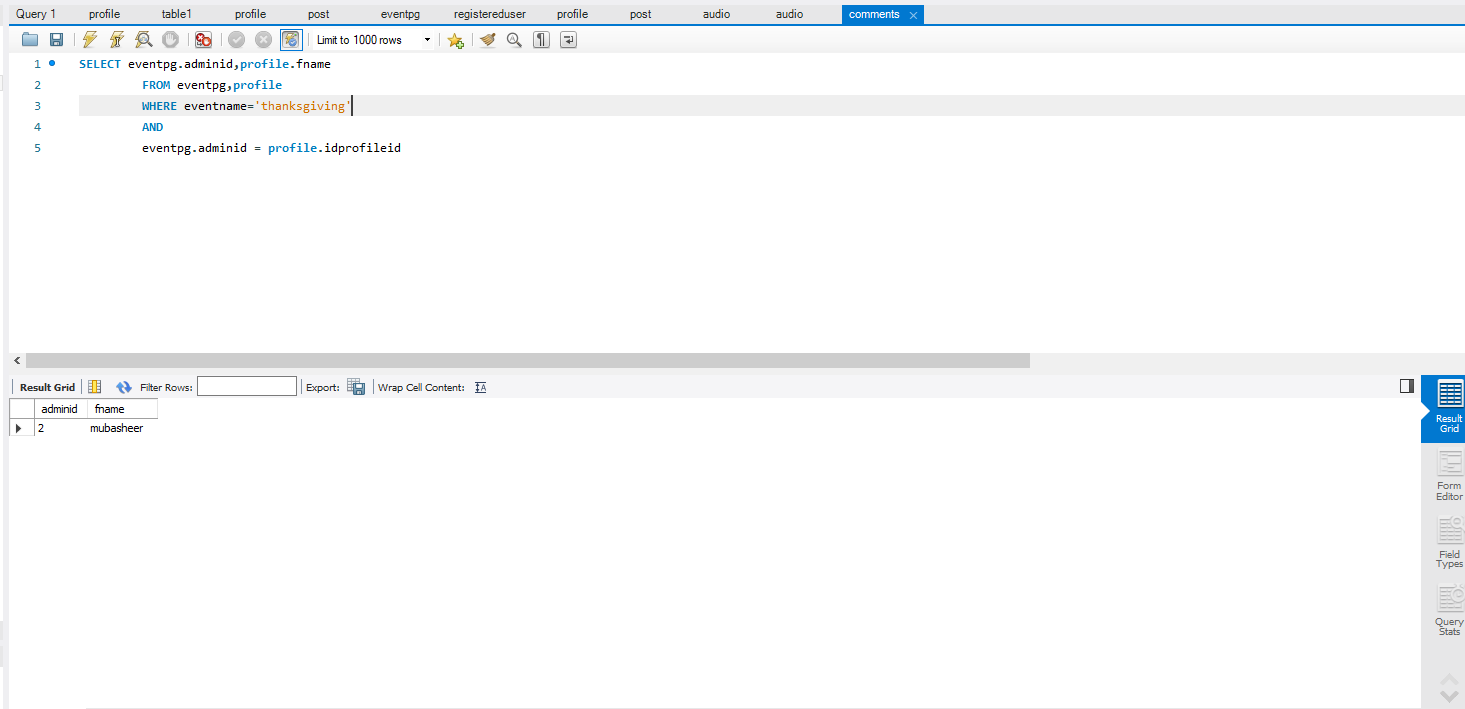 Query 1 profile table1 profile post eventpg registereduser profile post audio audio comments
Limit to 1000 rows
1 SELECT eventpg.adminid,profile.fname
2 FROM eventpg,profile
3 WHERE eventname='thanksgiving'
4 AND
5 eventpg.adminid = profile.idprofileid
Result Grid Filter Rows: Export: Wrap Cell Content:
adminid fname
2 mubasheer
Result
Grid
Form
Editor
Field
Types
Query
Stats